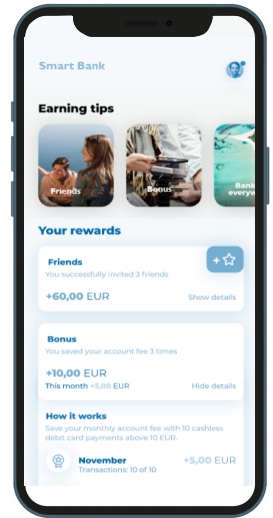 Smart Bank
Earning tips
Friends
Bonus
Bank
everyw
Your rewards
Friends
You successfully invited 3 friends
+60,00 EUR
Show details
Bonus
You saved your account fee 3 times
+10,00 EUR
This month +5,00 EUR
Hide details
How it works
Save your monthly account fee with 10 cashless
debit card payments above 10 EUR.
November
+5,00 EUR
Transactions: 10 of 10